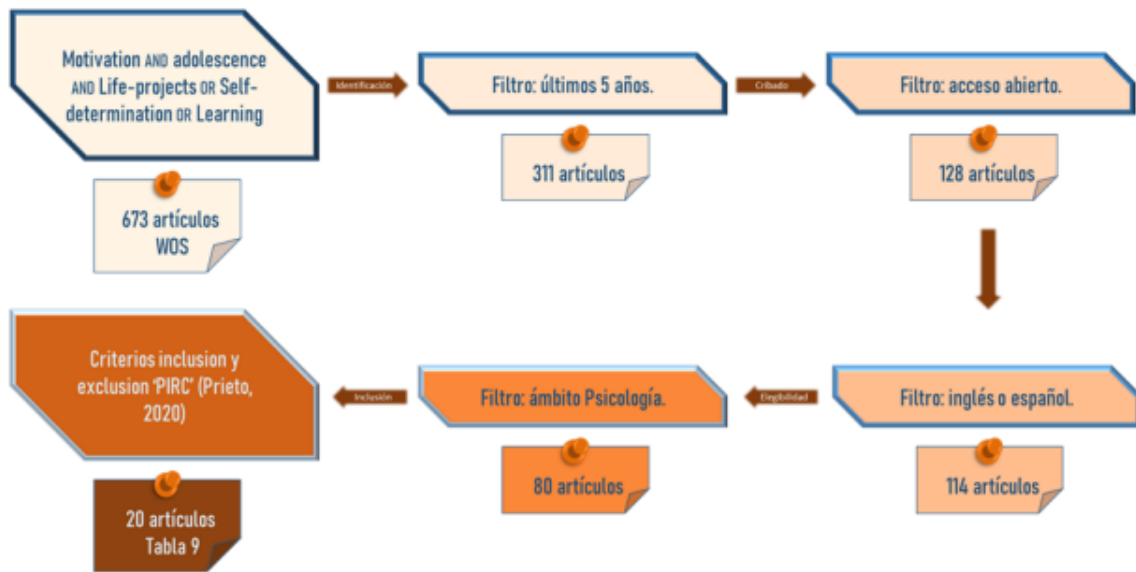 Motivation AND adolescence
AND Life-projects OR Self-
determination OR Learning
673 artículos
WOS
Identificación
Filtro: últimos 5 años.
311 artículos
Cribado
Filtro: acceso abierto.
128 artículos
Filtro: inglés o español.
114 artículos
Elegibilidad
Filtro: ámbito Psicología.
80 artículos
Inclusión
Criterios inclusion y
exclusion 'PIRC' (Prieto,
2020)
20 artículos
Tabla 9